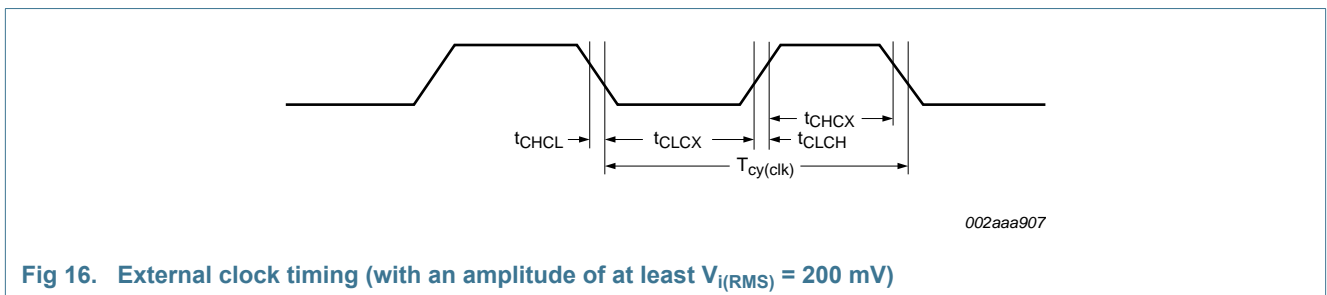 tCHCX
tCHCL tCLCX tCLCH
Tcy(clk)
002aaa907
Fig 16. External clock timing (with an amplitude of at least Vi(RMS) = 200 mV)